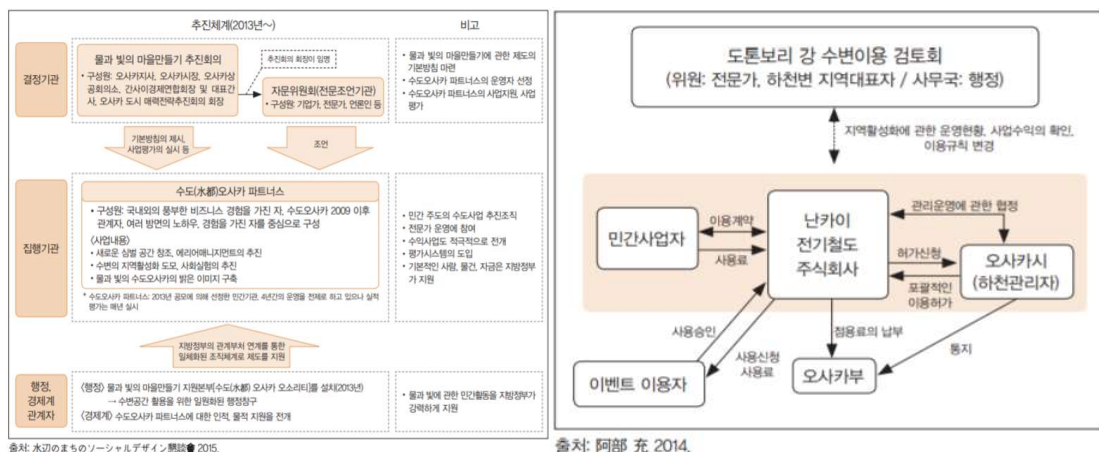 추진체계(2013년~)
비고
결정기관
물과 빛의 마을만들기 추진회의
• 구성원: 오사카지사, 오사카시장, 오사카상
공회의소, 간사이경제연합회장 및 대표간
사, 오사카 도시 매력전략추진회의 회장
추진회의 회장이 임명
자문위원회(전문조언기관)
• 구성원: 기업가, 전문가, 언론인 등
• 물과 빛의 마을만들기에 관한 제도의
기본방침 마련
• 수도오사카 파트너스의 운영자 선정
• 수도오사카 파트너스의 사업지원, 사업
평가
기본방침의 제시,
사업평가의 실시 등
조언
집행기관
수도(水都)오사카 파트너스
• 구성원: 국내외의 풍부한 비즈니스 경험을 가진 자, 수도오사카 2009 이후
관계자, 여러 방면의 노하우, 경험을 가진 자를 중심으로 구성
〈사업내용〉
• 새로운 심벌 공간 창조, 에리어매니지먼트의 추진
• 수변의 지역활성화 도모, 사회실험의 추진
• 물과 빛의 수도오사카의 밝은 이미지 구축
* 수도오사카 파트너스: 2013년 공모에 의해 선정한 민간기관, 4년간의 운영을 전제로 하고 있으나 실적
평가는 매년 실시
• 민간 주도의 수도사업 추진조직
• 전문가 운영에 참여
• 수익사업도 적극적으로 전개
• 평가시스템의 도입
• 기본적인 사람, 물건, 자금은 지방정부
가 지원
지방정부의 관계부처 연계를 통한
일체화된 조직체계로 제도를 지원
행정,
경제계
관계자
〈행정〉 물과 빛의 마을만들기 지원본부[수도(水都) 오사카 오소리티]를 설치(2013년)
→ 수변공간 활용을 위한 일원화된 행정창구
〈경제계〉 수도오사카 파트너스에 대한 인적, 물적 지원을 전개
• 물과 빛에 관한 민간활동을 지방정부가
강력하게 지원
출처: 水辺のまちのソーシャルデザイン懇談會 2015.
도톤보리 강 수변이용 검토회
(위원: 전문가, 하천변 지역대표자 / 사무국: 행정)
지역활성화에 관한 운영현황, 사업수익의 확인,
이용규칙 변경
민간사업자
이용계약
사용료
난카이
전기철도
주식회사
관리운영에 관한 협정
허가신청
포괄적인
이용허가
오사카시
(하천관리자)
사용승인
사용신청
사용료
점용료의 납부
통지
이벤트 이용자
오사카부
출처: 阿部 充 2014.